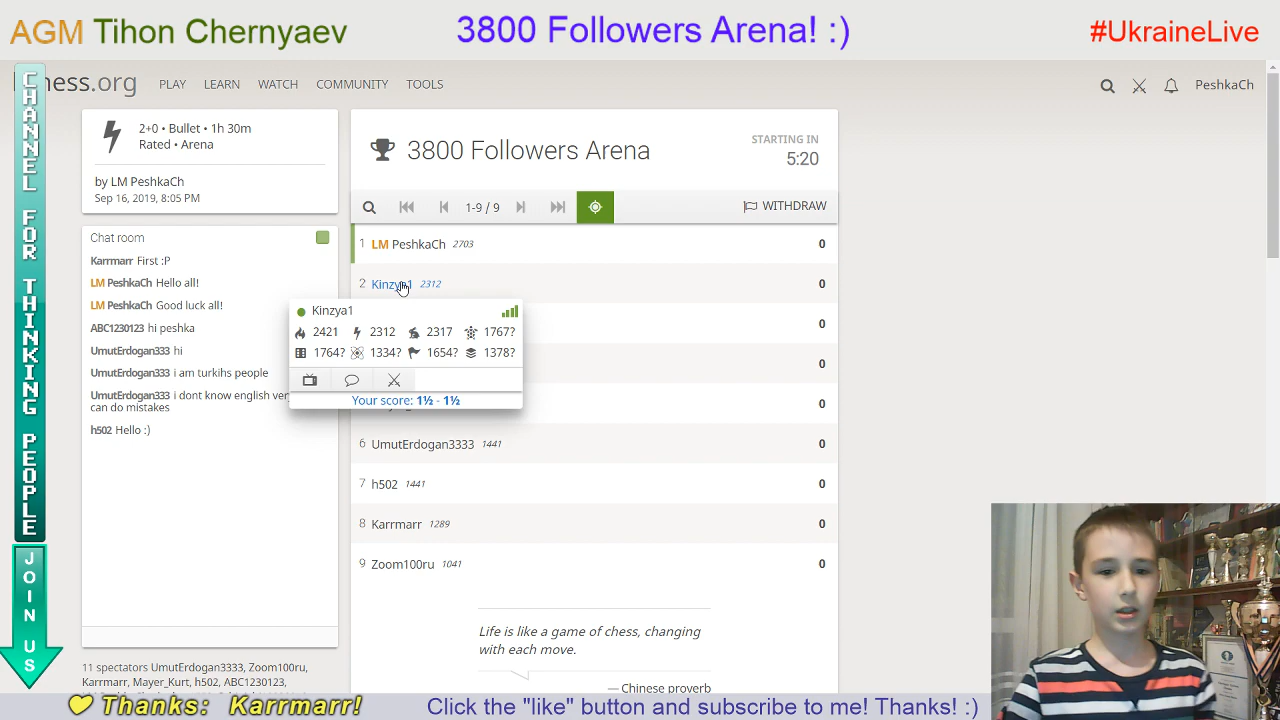 AGM Tihon Chernyaev
3800 Followers Arena! :)
#UkraineLive
CHANNEL FOR THINKING PEOPLE
JOIN US
hess.org
PLAY LEARN WATCH COMMUNITY TOOLS
PeshkaCh
2+0 • Bullet • 1h 30m
Rated • Arena
by LM PeshkaCh
Sep 16, 2019, 8:05 PM
Chat room
Karrmarr First :P
LM PeshkaCh Hello all!
LM PeshkaCh Good luck all!
ABC1230123 hi peshka
UmutErdogan3333 hi
UmutErdogan3333 i am turkihs people
UmutErdogan3333 i dont know english ver
can do mistakes
h502 Hello :)
11 spectators UmutErdogan3333, Zoom100ru,
Karrmarr, Mayer_Kurt, h502, ABC1230123,
3800 Followers Arena
STARTING IN
5:20
1-9 / 9
WITHDRAW
1 LM PeshkaCh 2703 0
2 Kinzya1 2312 0
Kinzya1
2421 2312 2317 1767?
1764? 1334? 1654? 1378?
Your score: 1½ - 1½
0
0
0
6 UmutErdogan3333 1441 0
7 h502 1441 0
8 Karrmarr 1289 0
9 Zoom100ru 1041 0
Life is like a game of chess, changing
with each move.
— Chinese proverb
Thanks: Karrmarr!
Click the "like" button and subscribe to me! Thanks! :)